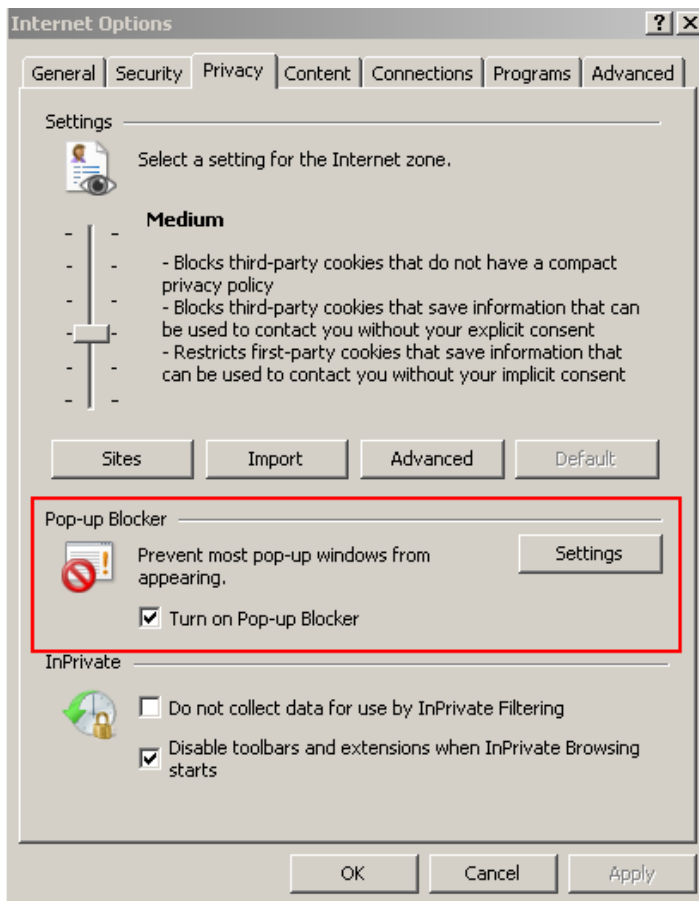 Internet Options
General Security Privacy Content Connections Programs Advanced
Settings
Select a setting for the Internet zone.
Medium
- Blocks third-party cookies that do not have a compact
privacy policy
- Blocks third-party cookies that save information that can
be used to contact you without your explicit consent
- Restricts first-party cookies that save information that
can be used to contact you without your implicit consent
Sites Import Advanced Default
Pop-up Blocker
Prevent most pop-up windows from
appearing.
Settings
Turn on Pop-up Blocker
InPrivate
Do not collect data for use by InPrivate Filtering
Disable toolbars and extensions when InPrivate Browsing
starts
OK Cancel Apply